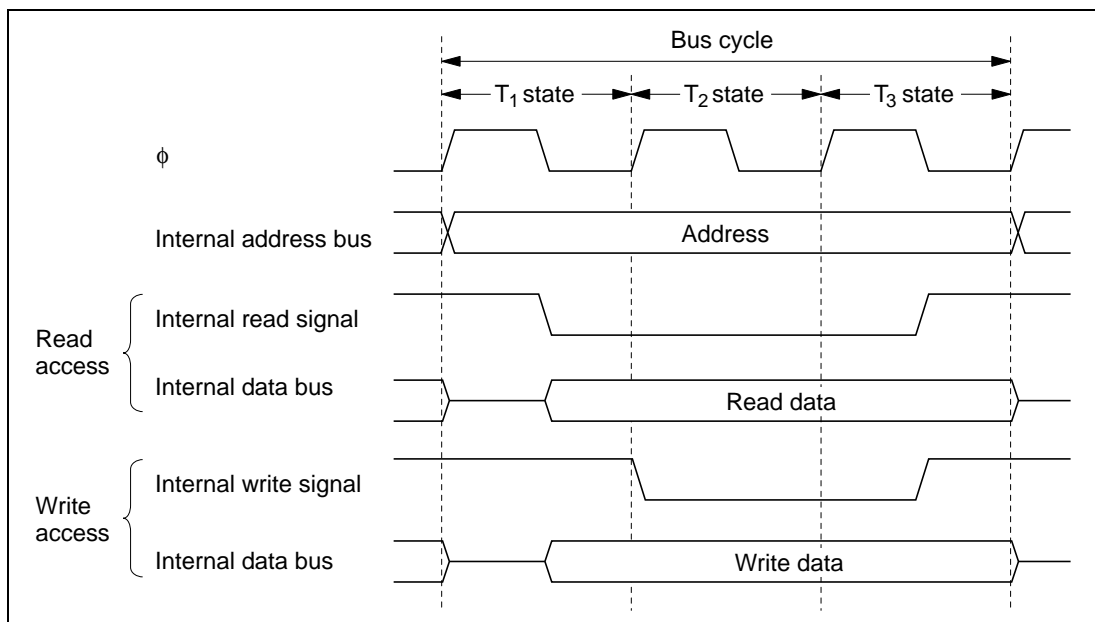 Bus cycle
T₁ state T₂ state T₃ state
ϕ
Internal address bus Address
Internal read signal
Read
access
Internal data bus Read data
Internal write signal
Write
access
Internal data bus Write data